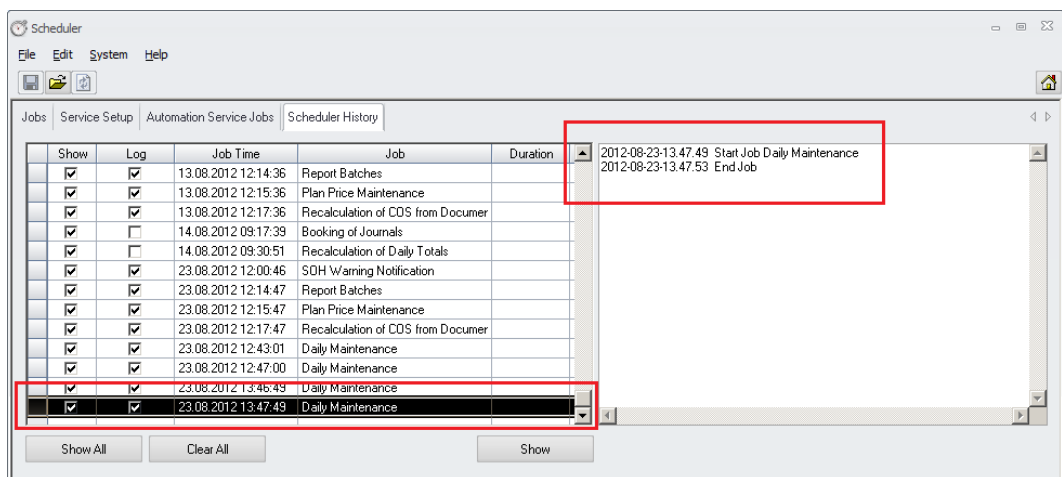 Scheduler
File Edit System Help
Jobs Service Setup Automation Service Jobs Scheduler History
Show Log Job Time Job Duration
13.08.2012 12:14:36 Report Batches
13.08.2012 12:15:36 Plan Price Maintenance
13.08.2012 12:17:36 Recalculation of COS from Documer
14.08.2012 09:17:39 Booking of Journals
14.08.2012 09:30:51 Recalculation of Daily Totals
23.08.2012 12:00:46 SOH Warning Notification
23.08.2012 12:14:47 Report Batches
23.08.2012 12:15:47 Plan Price Maintenance
23.08.2012 12:17:47 Recalculation of COS from Documer
23.08.2012 12:43:01 Daily Maintenance
23.08.2012 12:47:00 Daily Maintenance
23.08.2012 13:46:49 Daily Maintenance
23.08.2012 13:47:49 Daily Maintenance
2012-08-23-13.47.49 Start Job Daily Maintenance
2012-08-23-13.47.53 End Job
Show All Clear All Show